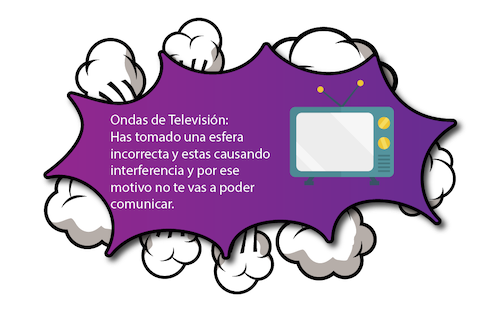 Ondas de Televisión:
Has tomado una esfera
incorrecta y estas causando
interferencia y por ese
motivo no te vas a poder
comunicar.